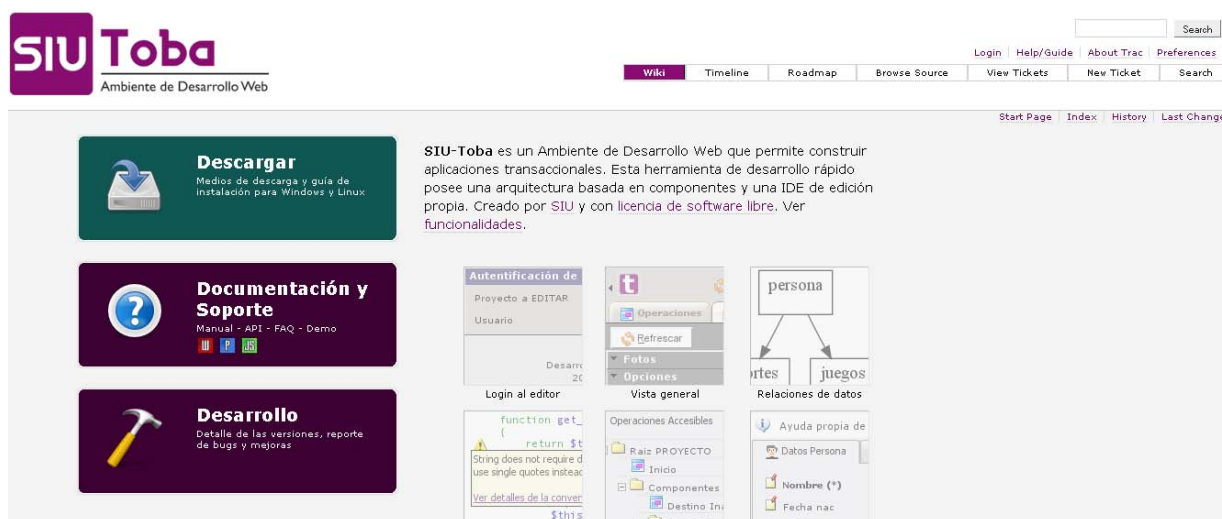 SIU Toba
Ambiente de Desarrollo Web
Search
Login Help/Guide About Trac Preferences
Wiki Timeline Roadmap Browse Source View Tickets New Ticket Search
Start Page Index History Last Change
Descargar
Medios de descarga y guía de
instalación para Windows y Linux
Documentación y
Soporte
Manual - API - FAQ - Demo
Desarrollo
Detalle de las versiones, reporte
de bugs y mejoras
SIU-Toba es un Ambiente de Desarrollo Web que permite construir
aplicaciones transaccionales. Esta herramienta de desarrollo rápido
posee una arquitectura basada en componentes y una IDE de edición
propia. Creado por SIU y con licencia de software libre. Ver
funcionalidades.
Autentificación de
Proyecto a EDITAR
Usuario
Desarr
20
Login al editor
t
Operaciones
Refrescar
Fotos
Opciones
Vista general
persona
rtes juegos
Relaciones de datos
function get_
{
return $t
String does not require d
use single quotes instead
Ver detalles de la conver
$this
Operaciones Accesibles
Raiz PROYECTO
Inicio
Componentes
Destino In
Ayuda propia de
Datos Persona
Nombre (*)
Fecha nac